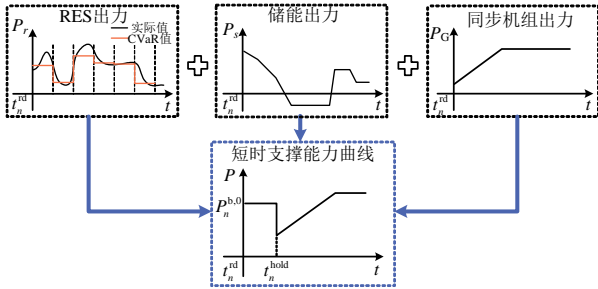 RES出力
P_r
实际值
CVaR值
t_n^rd
t
储能出力
P_s
t_n^rd
t
同步机组出力
P_G
t_n^rd
t
短时支撑能力曲线
P
P_n^b,0
t_n^rd
t_n^hold
t